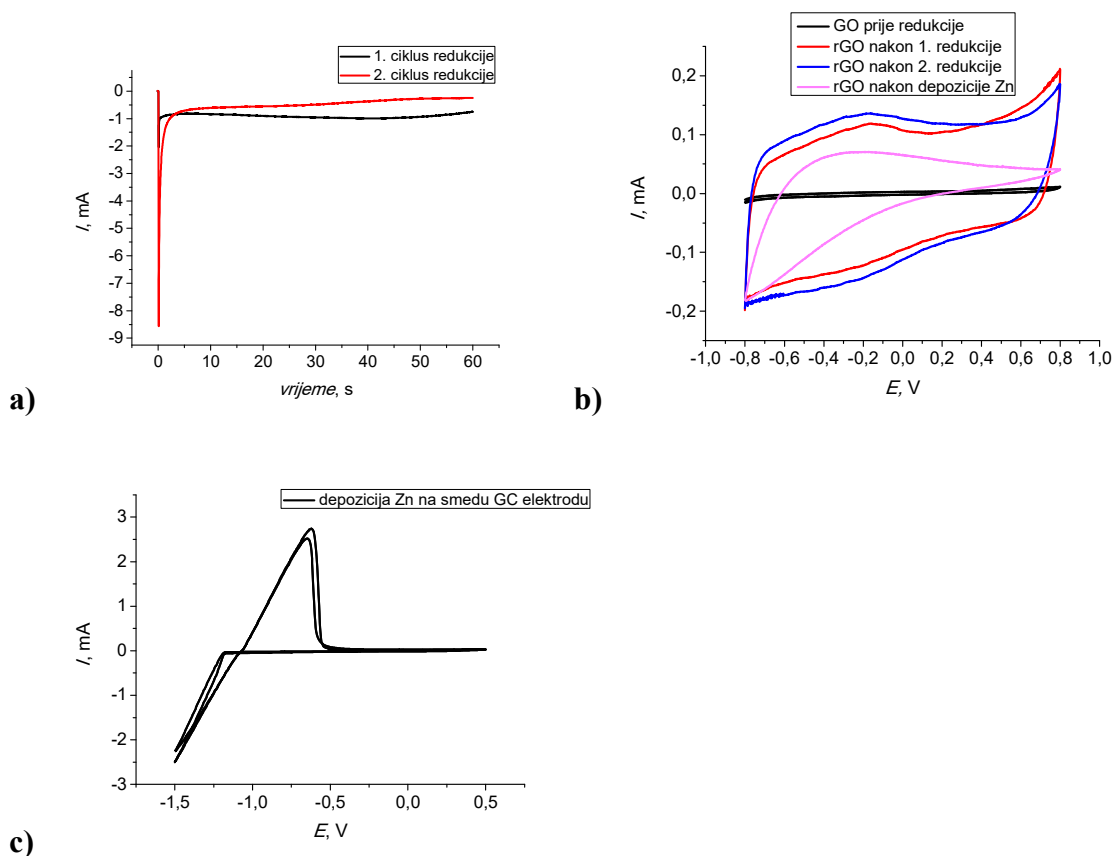 1. ciklus redukcije
2. ciklus redukcije
0
-1
-2
-3
-4
-5
-6
-7
-8
-9
I, mA
0 10 20 30 40 50 60
vrijeme, s
a)
GO prije redukcije
rGO nakon 1. redukcije
rGO nakon 2. redukcije
rGO nakon depozicije Zn
0,2
0,1
0,0
-0,1
-0,2
I, mA
-1,0 -0,8 -0,6 -0,4 -0,2 0,0 0,2 0,4 0,6 0,8 1,0
E, V
b)
depozicija Zn na smeđu GC elektrodu
3
2
1
0
-1
-2
-3
I, mA
-1,5 -1,0 -0,5 0,0 0,5
E, V
c)